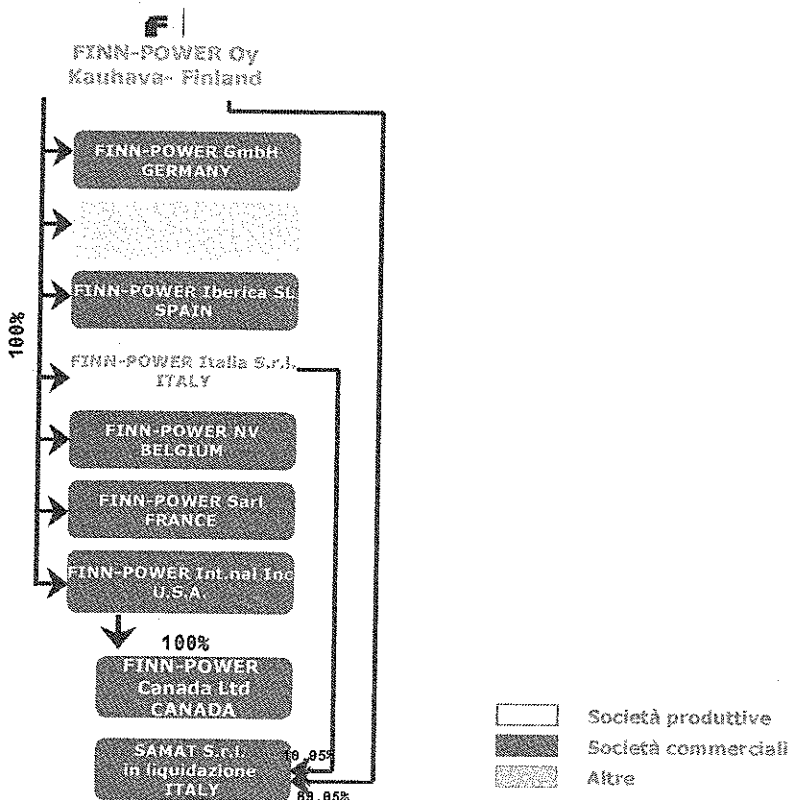 FINN-POWER Oy
Kauhava- Finland
FINN-POWER GmbH
GERMANY
FINN-POWER Iberica SL
SPAIN
100%
FINN-POWER Italia S.r.l.
ITALY
FINN-POWER NV
BELGIUM
FINN-POWER Sarl
FRANCE
FINN-POWER Int.nal Inc
U.S.A
100%
FINN-POWER
Canada Ltd
CANADA
SAMAT S.r.l.
in liquidazione
ITALY
10.05%
Società produttive
Società commerciali
Altre